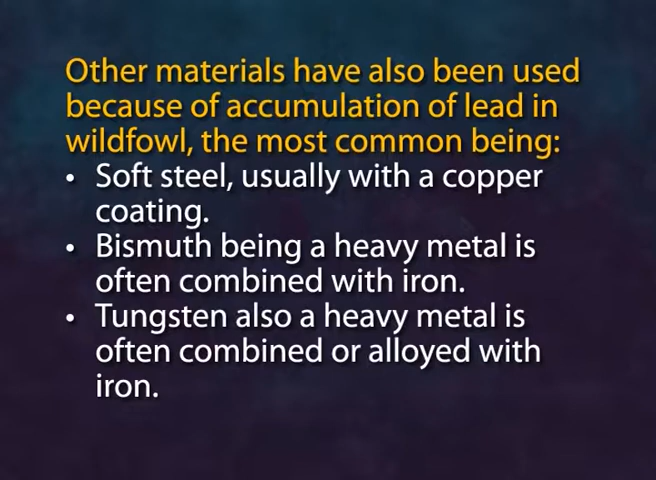 Other materials have also been used
because of accumulation of lead in
wildfowl, the most common being:
• Soft steel, usually with a copper
coating.
• Bismuth being a heavy metal is
often combined with iron.
• Tungsten also a heavy metal is
often combined or alloyed with
iron.